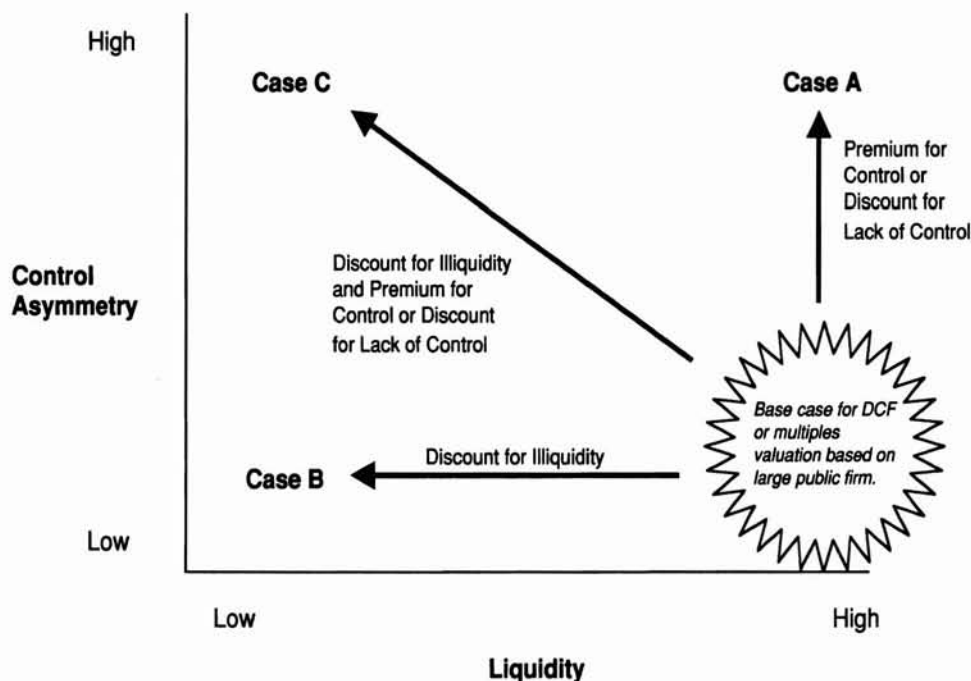 High
Case C
Case A
Premium for
Control or
Discount for
Lack of Control
Discount for Illiquidity
and Premium for
Control or Discount
for Lack of Control
Control
Asymmetry
Base case for DCF
or multiples
valuation based on
large public firm.
Discount for Illiquidity
Case B
Low
Low
High
Liquidity